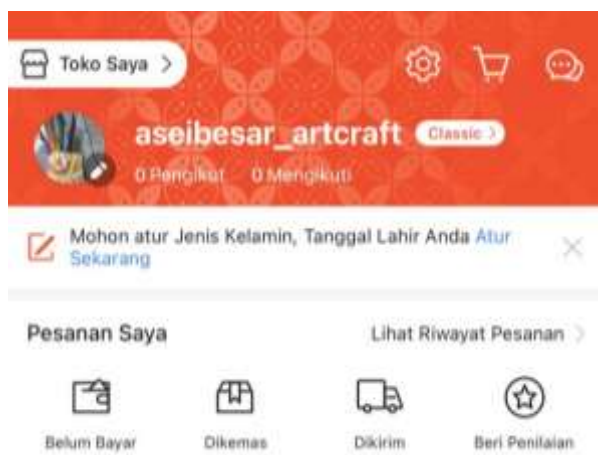 Toko Saya >
aseibesar_artcraft Classic >
0 Pengikut 0 Mengikuti
Mohon atur Jenis Kelamin, Tanggal Lahir Anda Atur
Sekarang
Pesanan Saya Lihat Riwayat Pesanan >
Belum Bayar Dikemas Dikirim Beri Penilaian